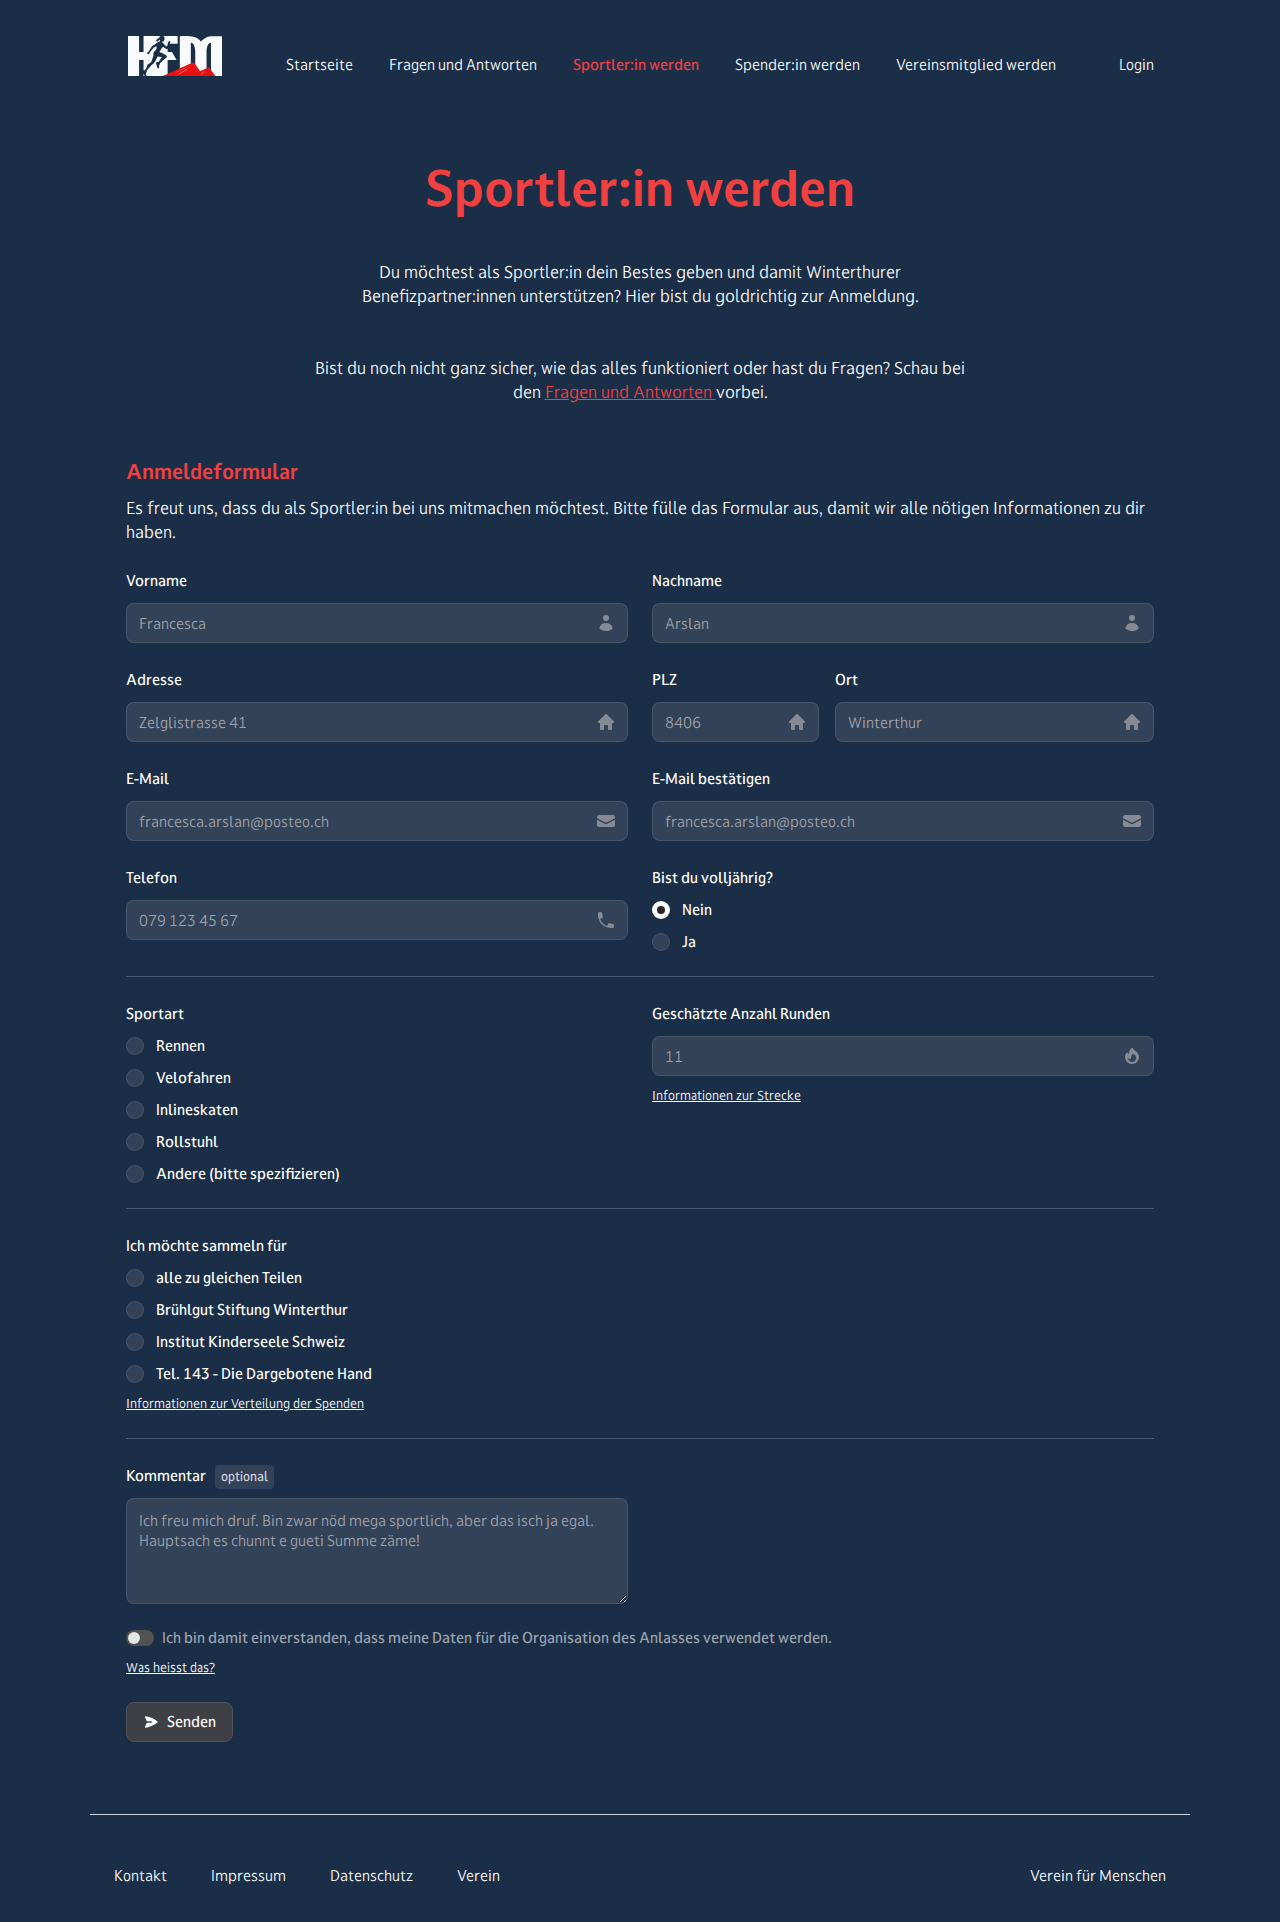 HFM
Startseite
Fragen und Antworten
Sportler:in werden
Spender:in werden
Vereinsmitglied werden
Login
Sportler:in werden
Du möchtest als Sportler:in dein Bestes geben und damit Winterthurer
Benefizpartner:innen unterstützen? Hier bist du goldrichtig zur Anmeldung.
Bist du noch nicht ganz sicher, wie das alles funktioniert oder hast du Fragen? Schau bei
den Fragen und Antworten vorbei.
Anmeldeformular
Es freut uns, dass du als Sportler:in bei uns mitmachen möchtest. Bitte fülle das Formular aus, damit wir alle nötigen Informationen zu dir
haben.
Vorname
Francesca
Nachname
Arslan
Adresse
Zelglistrasse 41
PLZ
8406
Ort
Winterthur
E-Mail
francesca.arslan@posteo.ch
E-Mail bestätigen
francesca.arslan@posteo.ch
Telefon
079 123 45 67
Bist du volljährig?
Nein
Ja
Sportart
Rennen
Velofahren
Inlineskaten
Rollstuhl
Andere (bitte spezifizieren)
Geschätzte Anzahl Runden
11
Informationen zur Strecke
Ich möchte sammeln für
alle zu gleichen Teilen
Brühlgut Stiftung Winterthur
Institut Kinderseele Schweiz
Tel. 143 - Die Dargebotene Hand
Informationen zur Verteilung der Spenden
Kommentar optional
Ich freu mich druf. Bin zwar nöd mega sportlich, aber das isch ja egal.
Hauptsach es chunnt e gueti Summe zäme!
Ich bin damit einverstanden, dass meine Daten für die Organisation des Anlasses verwendet werden.
Was heisst das?
Senden
Kontakt
Impressum
Datenschutz
Verein
Verein für Menschen